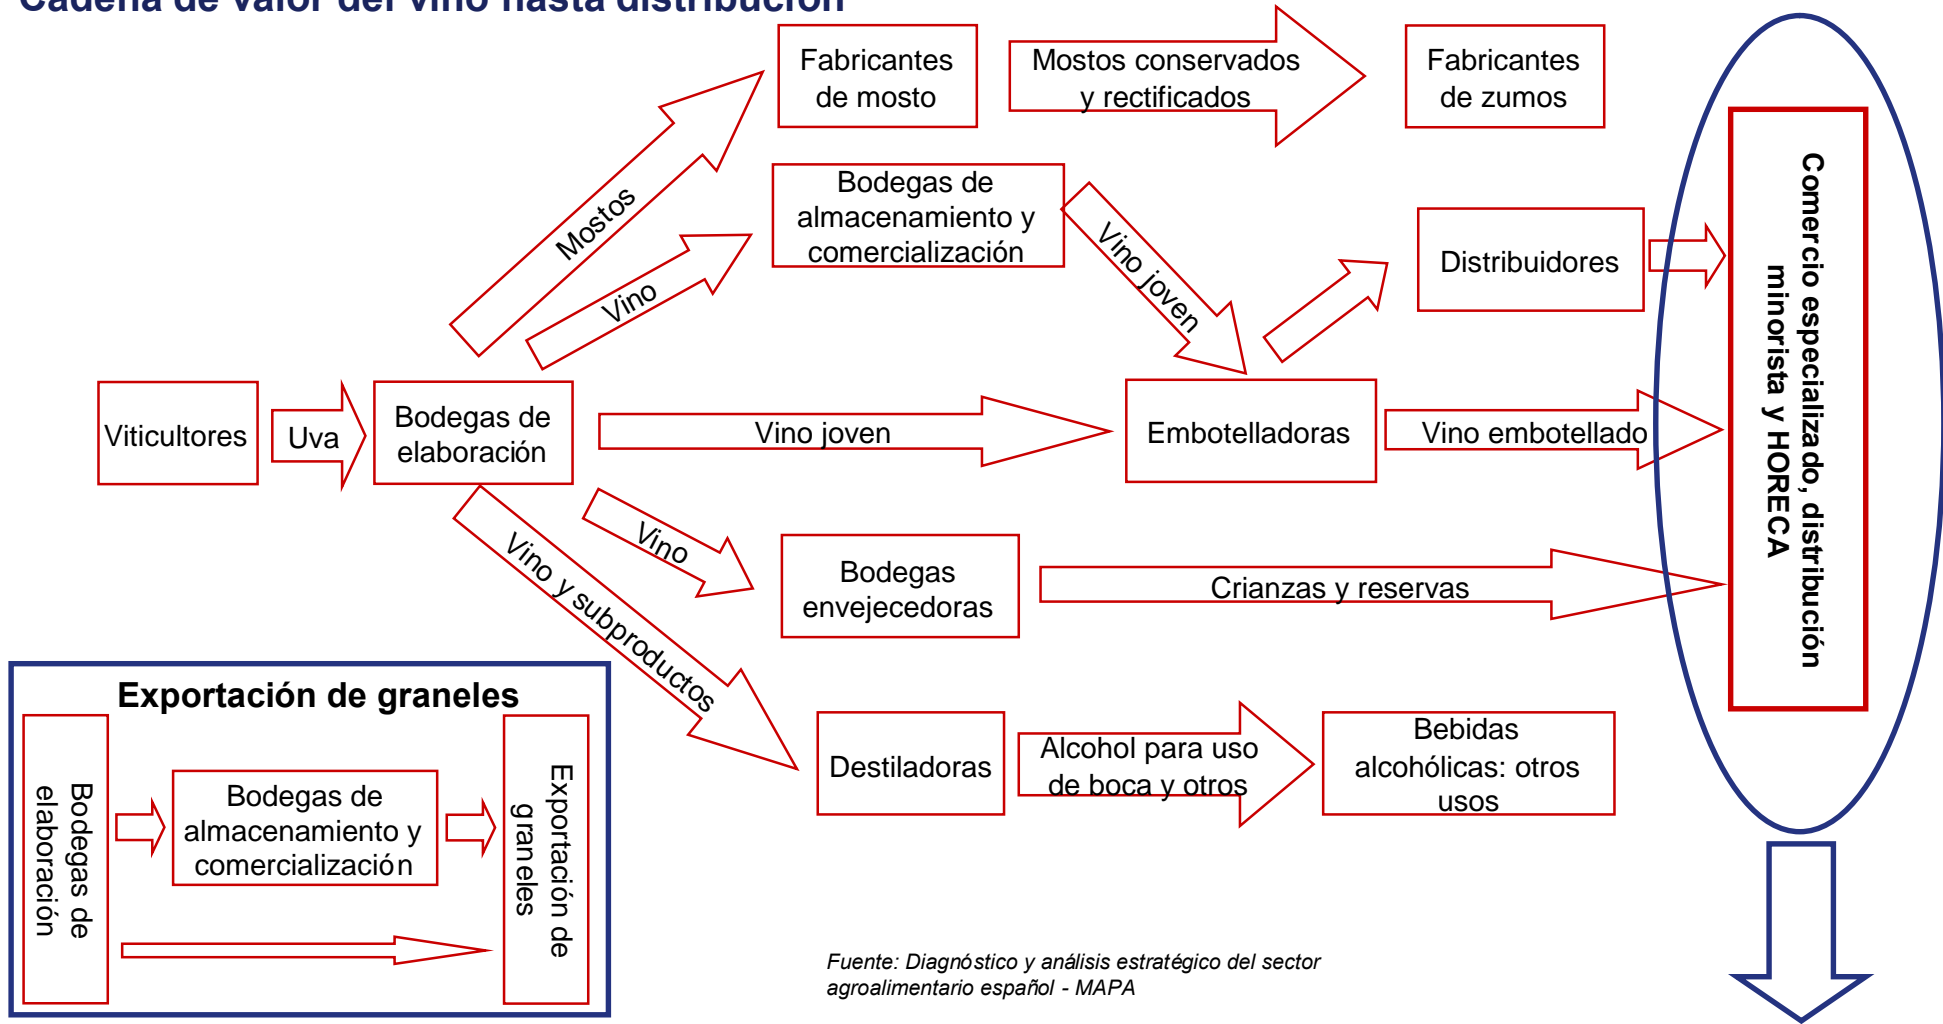 Cadena de valor del vino hasta distribución
Fabricantes
de mosto
Mostos conservados
y rectificados
Fabricantes
de zumos
Mostos
Bodegas de
almacenamiento y
comercialización
Vino
Vino joven
Distribuidores
Comercio especializado, distribución
minorista y HORECA
Viticultores
Uva
Bodegas de
elaboración
Vino joven
Embotelladoras
Vino embotellado
Vino
Bodegas
envejecedoras
Crianzas y reservas
Vino y subproductos
Destiladoras
Alcohol para uso
de boca y otros
Bebidas
alcohólicas: otros
usos
Exportación de graneles
Bodegas de
elaboración
Bodegas de
almacenamiento y
comercialización
Exportación de
graneles
Fuente: Diagnóstico y análisis estratégico del sector
agroalimentario español - MAPA